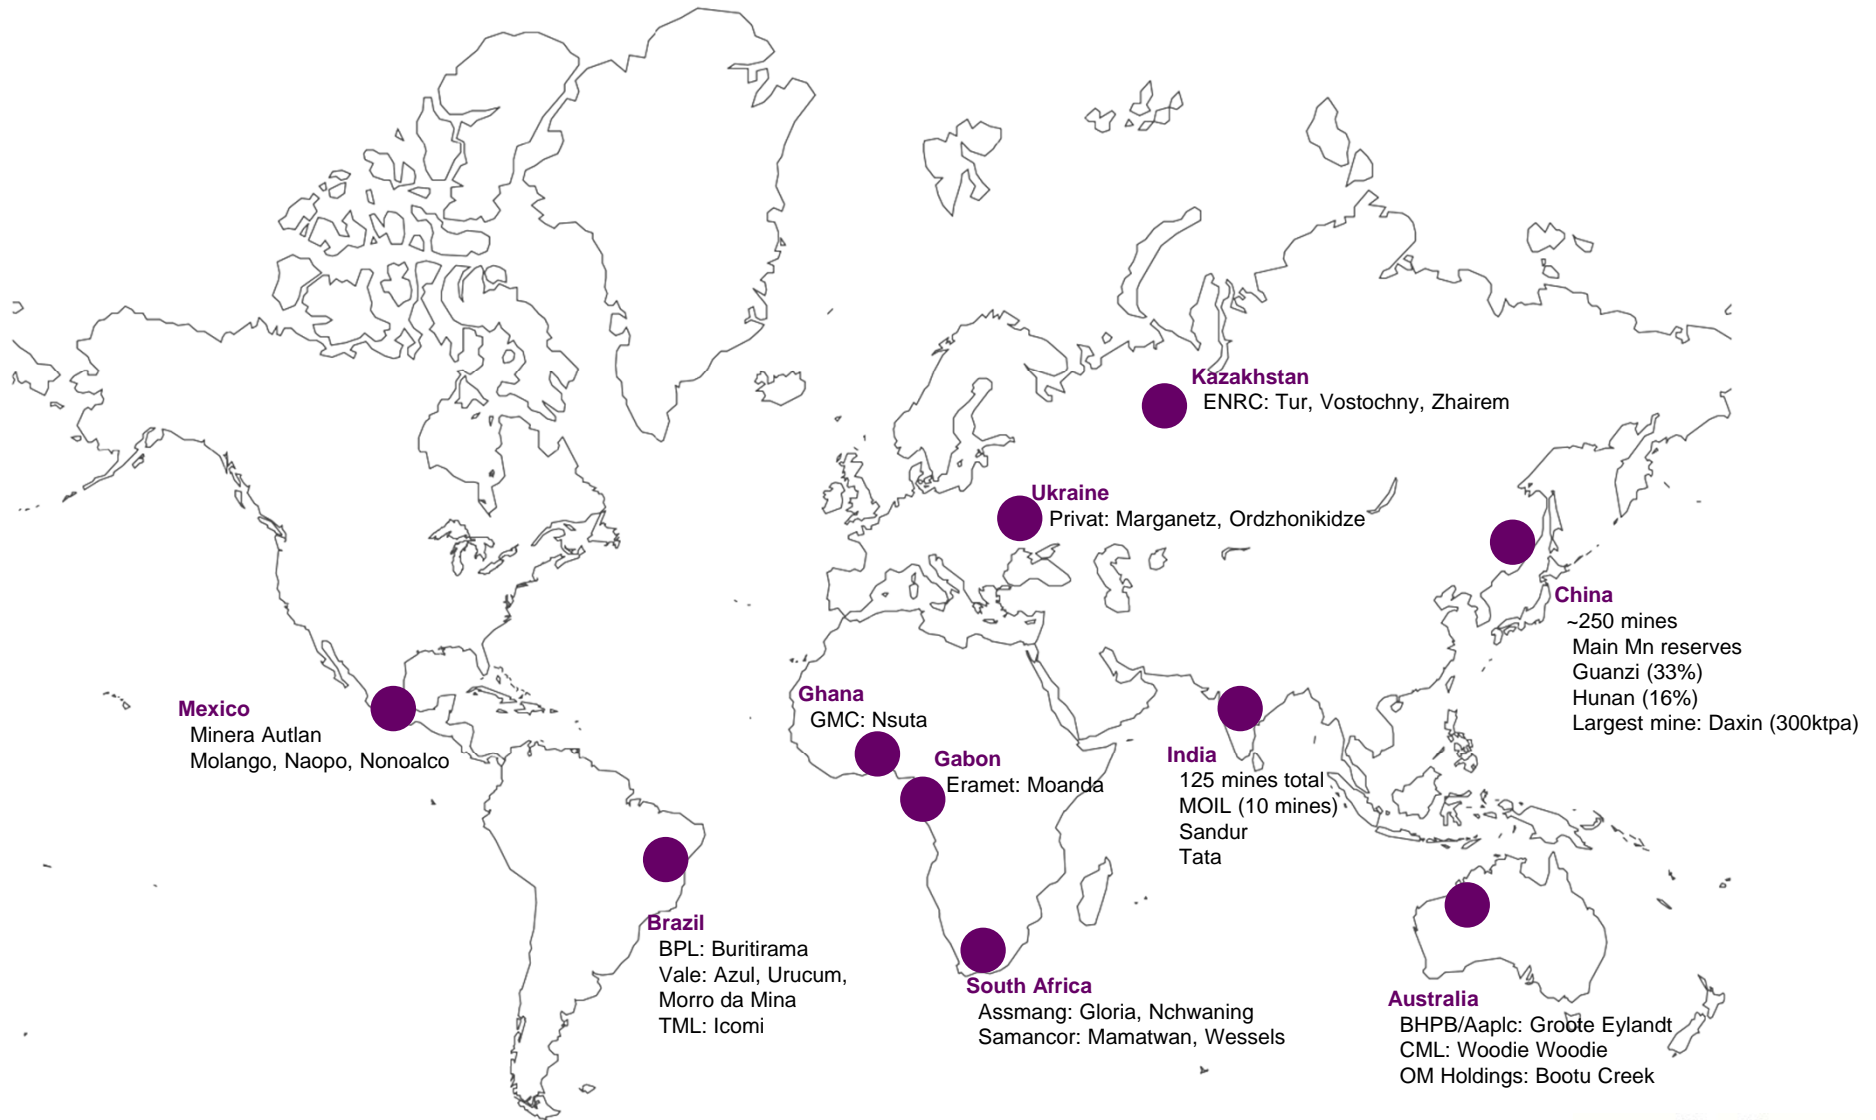 Kazakhstan
ENRC: Tur, Vostochny, Zhairem
Ukraine
Privat: Marganetz, Ordzhonikidze
China
~250 mines
Main Mn reserves
Guanzi (33%)
Hunan (16%)
Largest mine: Daxin (300ktpa)
Mexico
Minera Autlan
Molango, Naopo, Nonoalco
Ghana
GMC: Nsuta
Gabon
Eramet: Moanda
India
125 mines total
MOIL (10 mines)
Sandur
Tata
Brazil
BPL: Buritirama
Vale: Azul, Urucum,
Morro da Mina
TML: Icomi
South Africa
Assmang: Gloria, Nchwaning
Samancor: Mamatwan, Wessels
Australia
BHPB/Aaplc: Groote Eylandt
CML: Woodie Woodie
OM Holdings: Bootu Creek